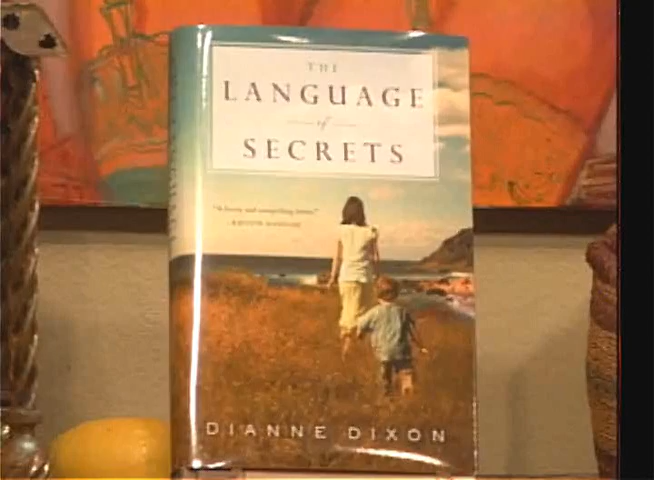 THE
LANGUAGE
of
SECRETS
DIANNE DIXON